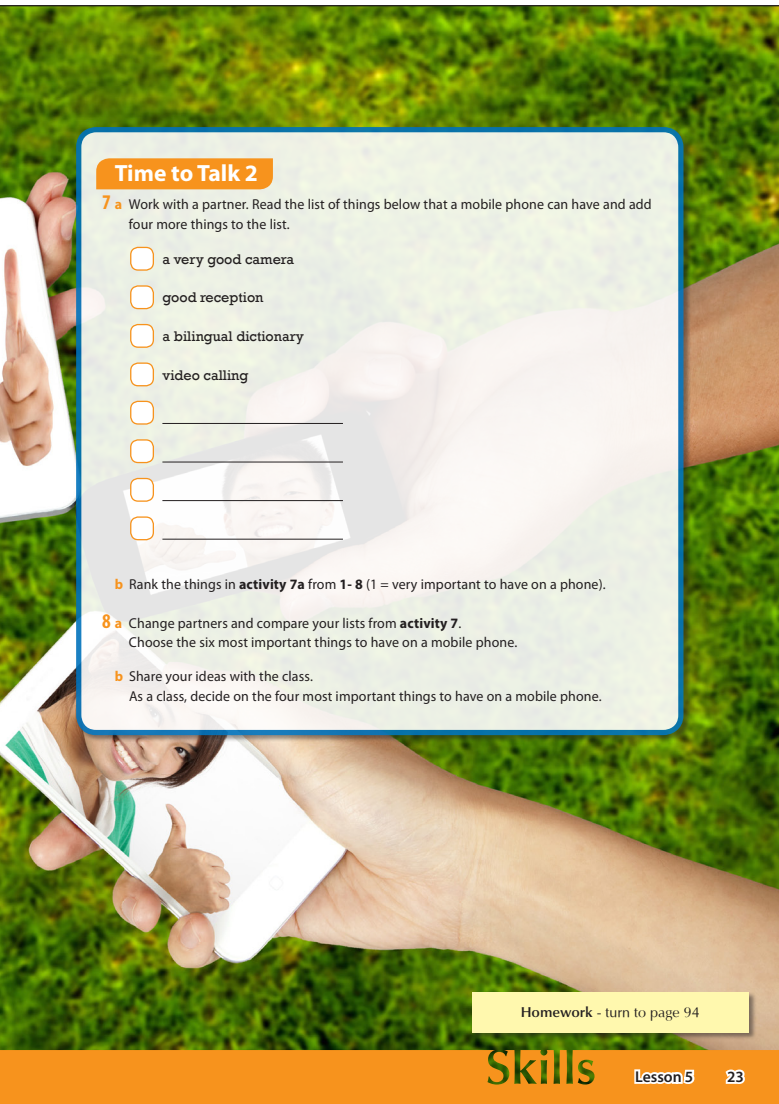 Time to Talk 2
7 a Work with a partner. Read the list of things below that a mobile phone can have and add
four more things to the list.
a very good camera
good reception
a bilingual dictionary
video calling
b Rank the things in activity 7a from 1- 8 (1 = very important to have on a phone).
8 a Change partners and compare your lists from activity 7.
Choose the six most important things to have on a mobile phone.
b Share your ideas with the class.
As a class, decide on the four most important things to have on a mobile phone.
Homework - turn to page 94
Skills Lesson 5 23